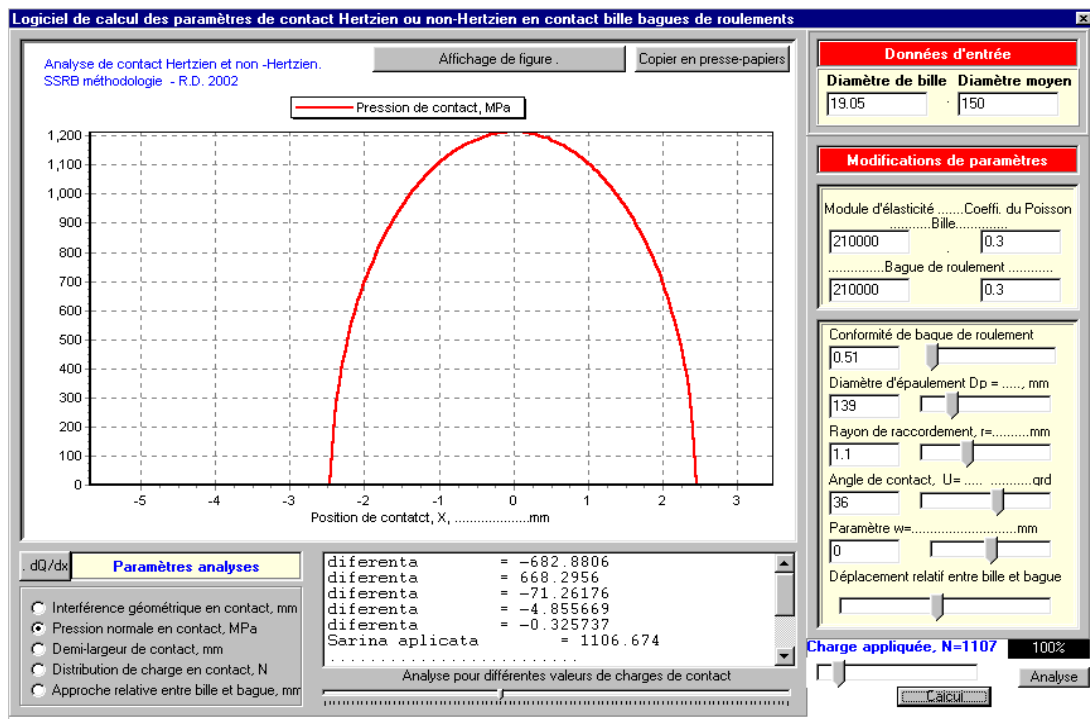 Logiciel de calcul des paramètres de contact Hertzien ou non-Hertzien en contact bille bagues de roulements
Analyse de contact Hertzien et non -Hertzien.
SSRB méthodologie - R.D. 2002
Affichage de figure .
Copier en presse-papiers
Pression de contact, MPa
1,200
1,100
1,000
900
800
700
600
500
400
300
200
100
0
-5 -4 -3 -2 -1 0 1 2 3
Position de contatct, X, ....................mm
Données d'entrée
Diamètre de bille Diamètre moyen
19.05 . 150
Modifications de paramètres
Module d'élasticité .......Coeffi. du Poisson
...........Bille.............
210000 . 0.3
...............Bague de roulement ............
210000 0.3
Conformité de bague de roulement
0.51
Diamètre d'épaulement Dp = ....., mm
139
Rayon de raccordement, r=..........mm
1.1
Angle de contact, U= ..... ...........grd
36
Paramètre w=..........................mm
0
Déplacement relatif entre bille et bague
. dQ/dx
Paramètres analyses
Interférence géométrique en contact, mm
Pression normale en contact, MPa
Demi-largeur de contact, mm
Distribution de charge en contact, N
Approche relative entre bille et bague, mm
diferenta = -682.8806
diferenta = 668.2956
diferenta = -71.26176
diferenta = -4.855669
diferenta = -0.325737
Sarina aplicata = 1106.674
. . . . . . . . . . . . . . . . . . . . . . . . .
Analyse pour différentes valeurs de charges de contact
Charge appliquée, N=1107
100%
Analyse
Calcul